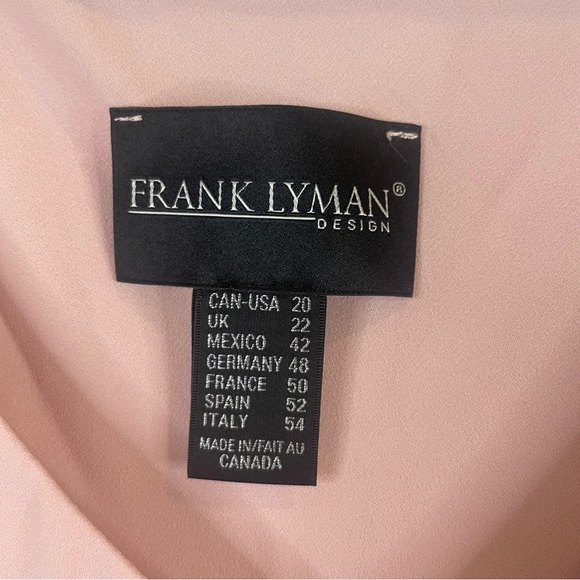 FRANK LYMAN®
DESIGN
CAN-USA 20
UK 22
MEXICO 42
GERMANY 48
FRANCE 50
SPAIN 52
ITALY 54
MADE IN/FAIT AU
CANADA